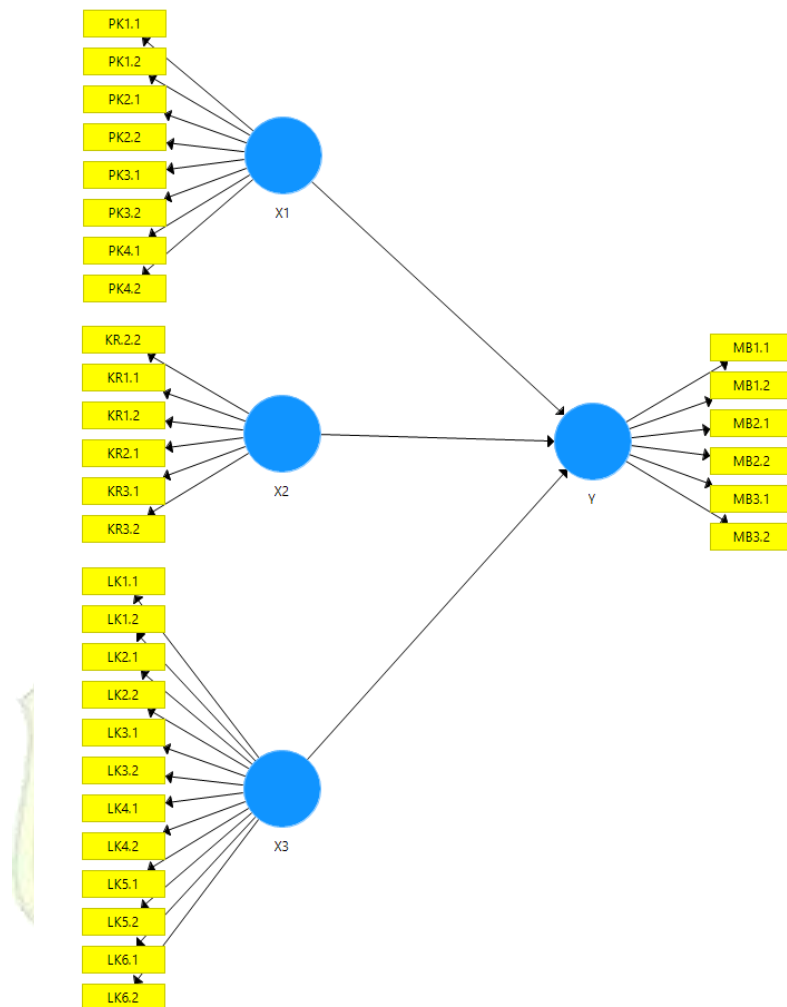 PK1.1
PK1.2
PK2.1
PK2.2
PK3.1
PK3.2
PK4.1
PK4.2
X1
KR.2.2
KR1.1
KR1.2
KR2.1
KR3.1
KR3.2
X2
LK1.1
LK1.2
LK2.1
LK2.2
LK3.1
LK3.2
LK4.1
LK4.2
LK5.1
LK5.2
LK6.1
LK6.2
X3
Y
MB1.1
MB1.2
MB2.1
MB2.2
MB3.1
MB3.2